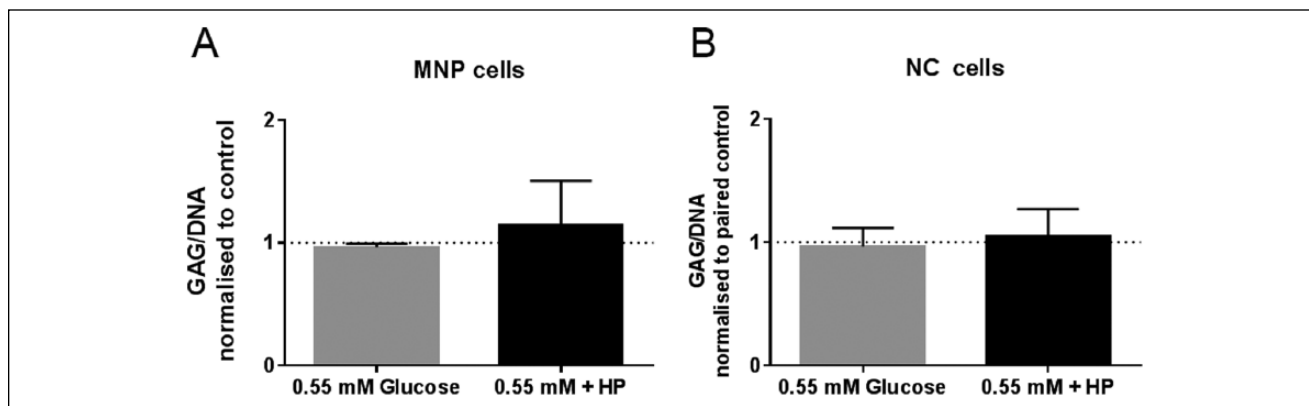 A
MNP cells
GAG/DNA
normalised to control
2
1
0
0.55 mM Glucose
0.55 mM + HP
B
NC cells
GAG/DNA
normalised to paired control
2
1
0
0.55 mM Glucose
0.55 mM + HP